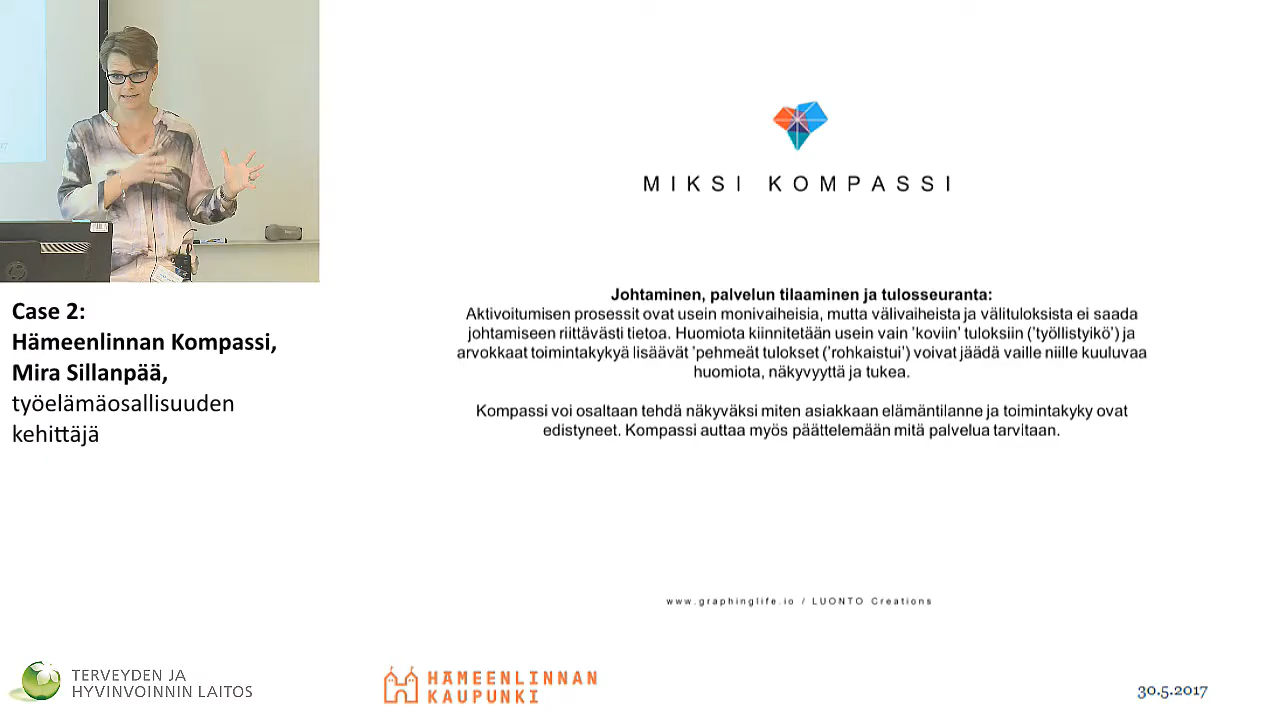 Case 2:
Hämeenlinnan Kompassi,
Mira Sillanpää,
työelämäosallisuuden
kehittäjä
MIKSI KOMPASSI
Johtaminen, palvelun tilaaminen ja tulosseuranta:
Aktivoitumisen prosessit ovat usein monivaiheisia, mutta välivaiheista ja välituloksista ei saada
johtamiseen riittävästi tietoa. Huomiota kiinnitetään usein vain 'koviin' tuloksiin ('työllistyikö') ja
arvokkaat toimintakykyä lisäävät 'pehmeät tulokset ('rohkaistui') voivat jäädä vaille niille kuuluvaa
huomiota, näkyvyyttä ja tukea.
Kompassi voi osaltaan tehdä näkyväksi miten asiakkaan elämäntilanne ja toimintakyky ovat
edistyneet. Kompassi auttaa myös päättelemään mitä palvelua tarvitaan.
www.graphinglife.io / LUONTO Creations
TERVEYDEN JA
HYVINVOINNIN LAITOS
HÄMEENLINNAN
KAUPUNKI
30.5.2017